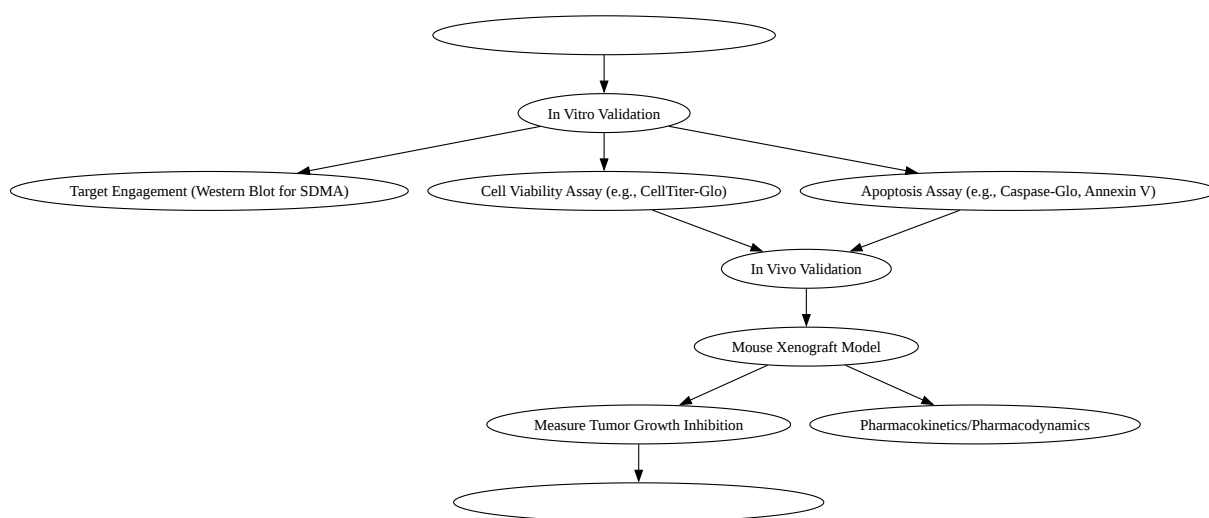 In Vitro Validation
Target Engagement (Western Blot for SDMA)
Cell Viability Assay (e.g., CellTiter-Glo)
Apoptosis Assay (e.g., Caspase-Glo, Annexin V)
In Vivo Validation
Mouse Xenograft Model
Measure Tumor Growth Inhibition
Pharmacokinetics/Pharmacodynamics